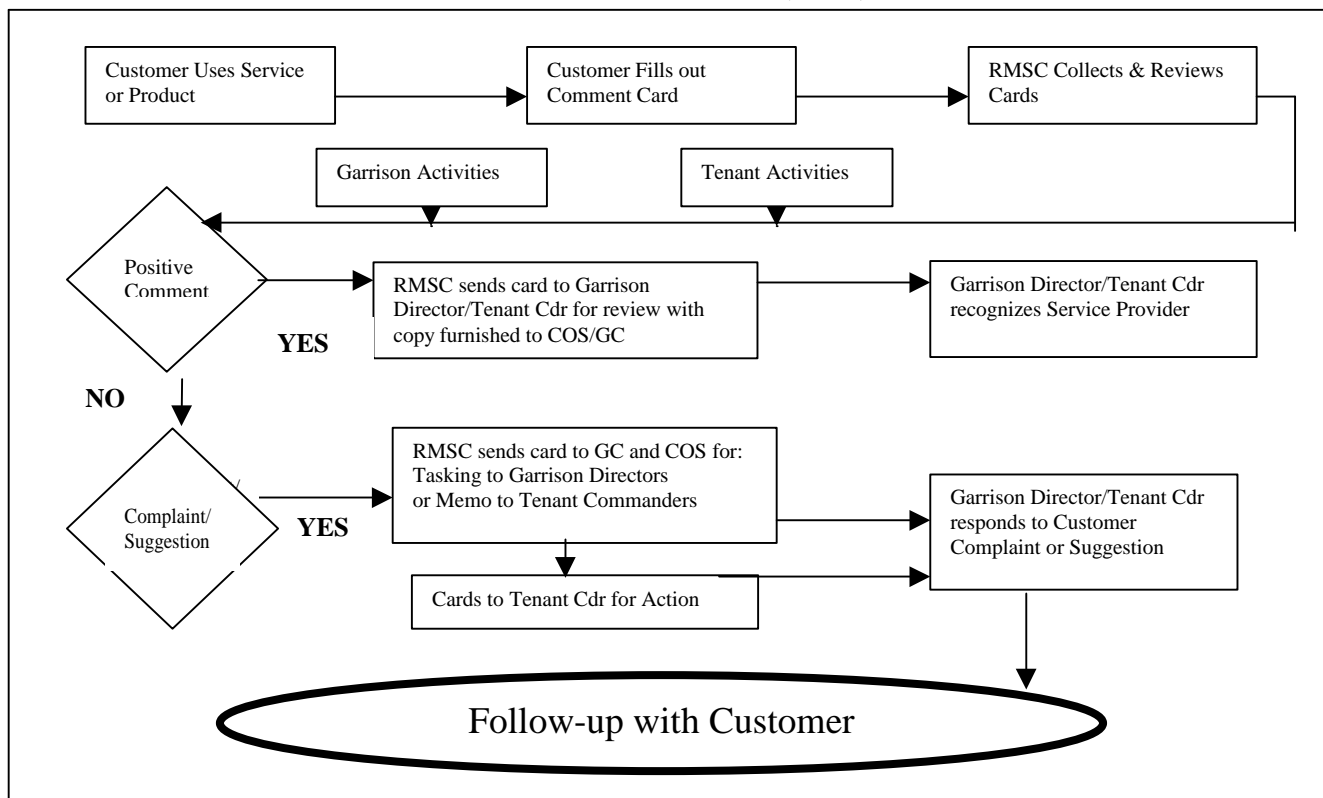 Customer Uses Service
or Product
Customer Fills out
Comment Card
RMSC Collects & Reviews
Cards
Garrison Activities
Tenant Activities
Positive
Comment
YES
RMSC sends card to Garrison
Director/Tenant Cdr for review with
copy furnished to COS/GC
Garrison Director/Tenant Cdr
recognizes Service Provider
NO
Complaint/
Suggestion
YES
RMSC sends card to GC and COS for:
Tasking to Garrison Directors
or Memo to Tenant Commanders
Garrison Director/Tenant Cdr
responds to Customer
Complaint or Suggestion
Cards to Tenant Cdr for Action
Follow-up with Customer